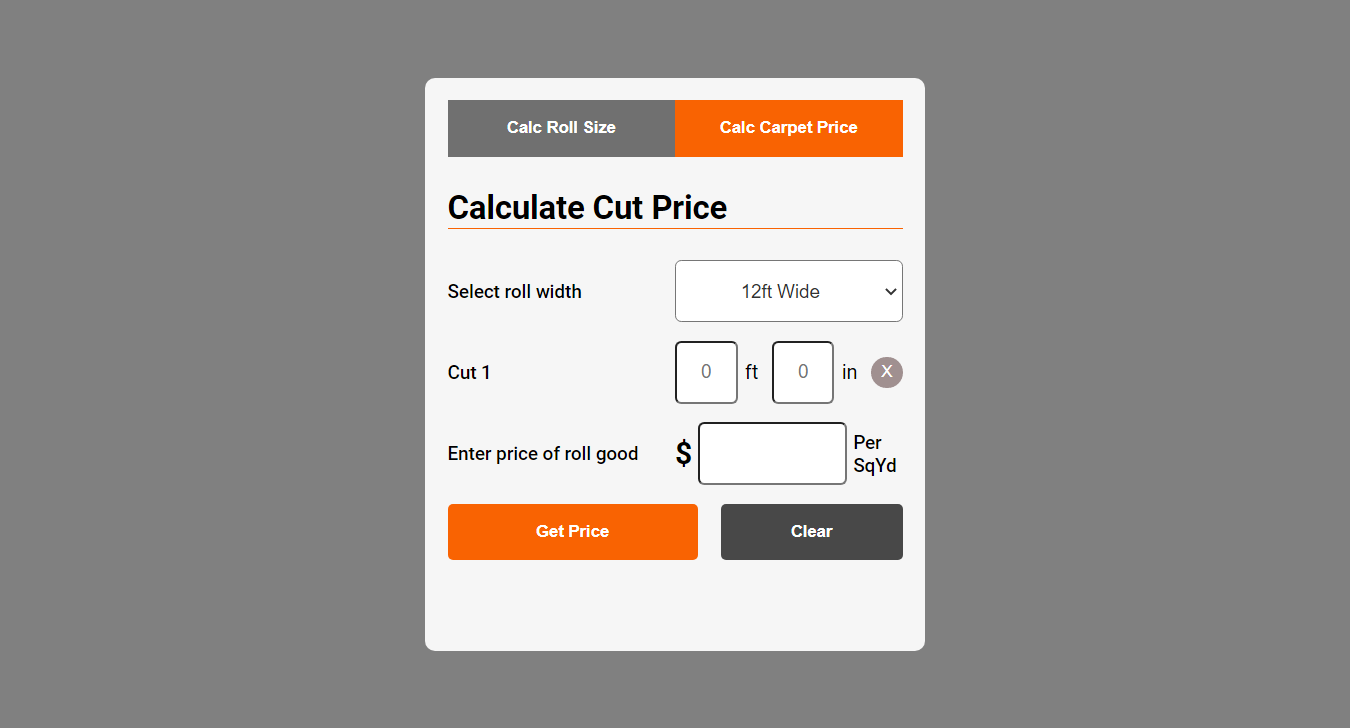 Calc Roll Size Calc Carpet Price
Calculate Cut Price
Select roll width 12ft Wide
Cut 1 0 ft 0 in X
Enter price of roll good $ Per
SqYd
Get Price Clear